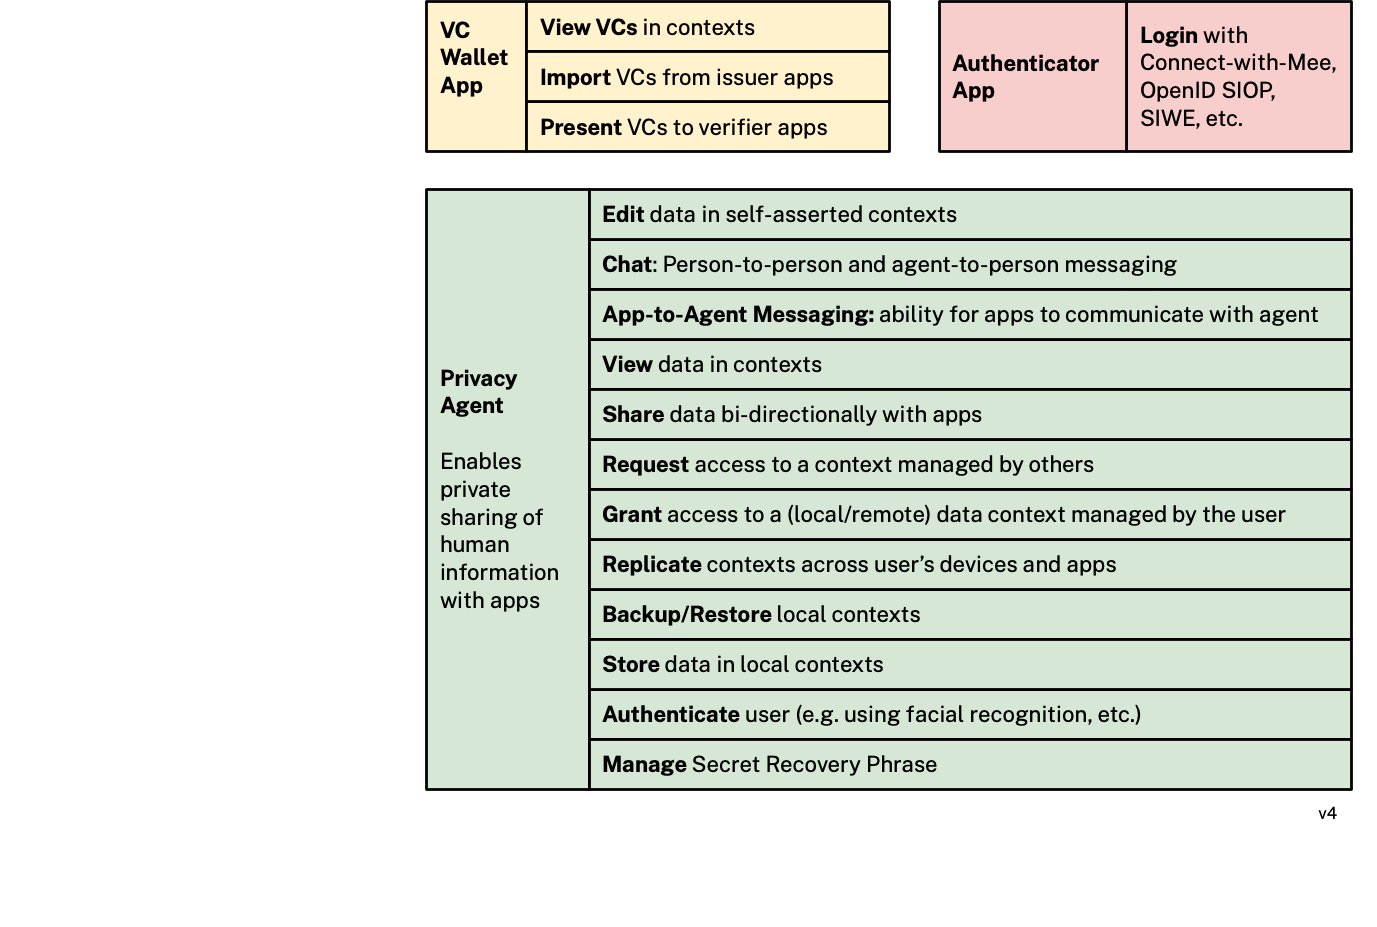 VC
Wallet
App
View VCs in contexts
Import VCs from issuer apps
Present VCs to verifier apps
Authenticator
App
Login with
Connect-with-Mee,
OpenID SIOP,
SIWE, etc.
Privacy
Agent
Enables
private
sharing of
human
information
with apps
Edit data in self-asserted contexts
Chat: Person-to-person and agent-to-person messaging
App-to-Agent Messaging: ability for apps to communicate with agent
View data in contexts
Share data bi-directionally with apps
Request access to a context managed by others
Grant access to a (local/remote) data context managed by the user
Replicate contexts across user’s devices and apps
Backup/Restore local contexts
Store data in local contexts
Authenticate user (e.g. using facial recognition, etc.)
Manage Secret Recovery Phrase
v4